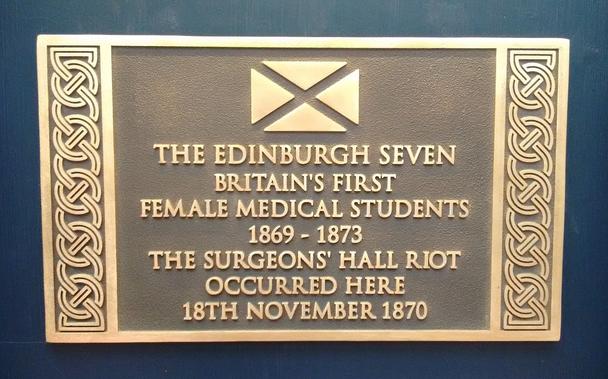 THE EDINBURGH SEVEN
BRITAIN'S FIRST
FEMALE MEDICAL STUDENTS
1869 - 1873
THE SURGEONS' HALL RIOT
OCCURRED HERE
18TH NOVEMBER 1870